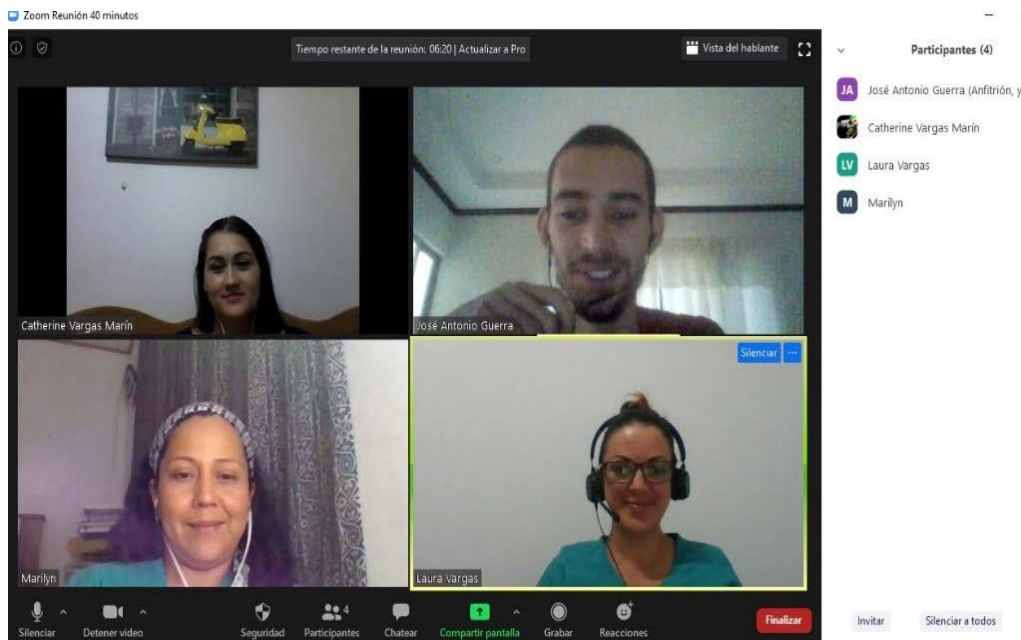 Zoom Reunión 40 minutos
Tiempo restante de la reunión: 06:20 | Actualizar a Pro
Vista del hablante
Participantes (4)
JA José Antonio Guerra (Anfitrión, y
Catherine Vargas Marín
LV Laura Vargas
M Marilyn
Catherine Vargas Marín
José Antonio Guerra
Silenciar ...
Marilyn
Laura Vargas
Silenciar
Detener video
Seguridad
4
Participantes
Chatear
Compartir pantalla
Grabar
Reacciones
Finalizar
Invitar
Silenciar a todos